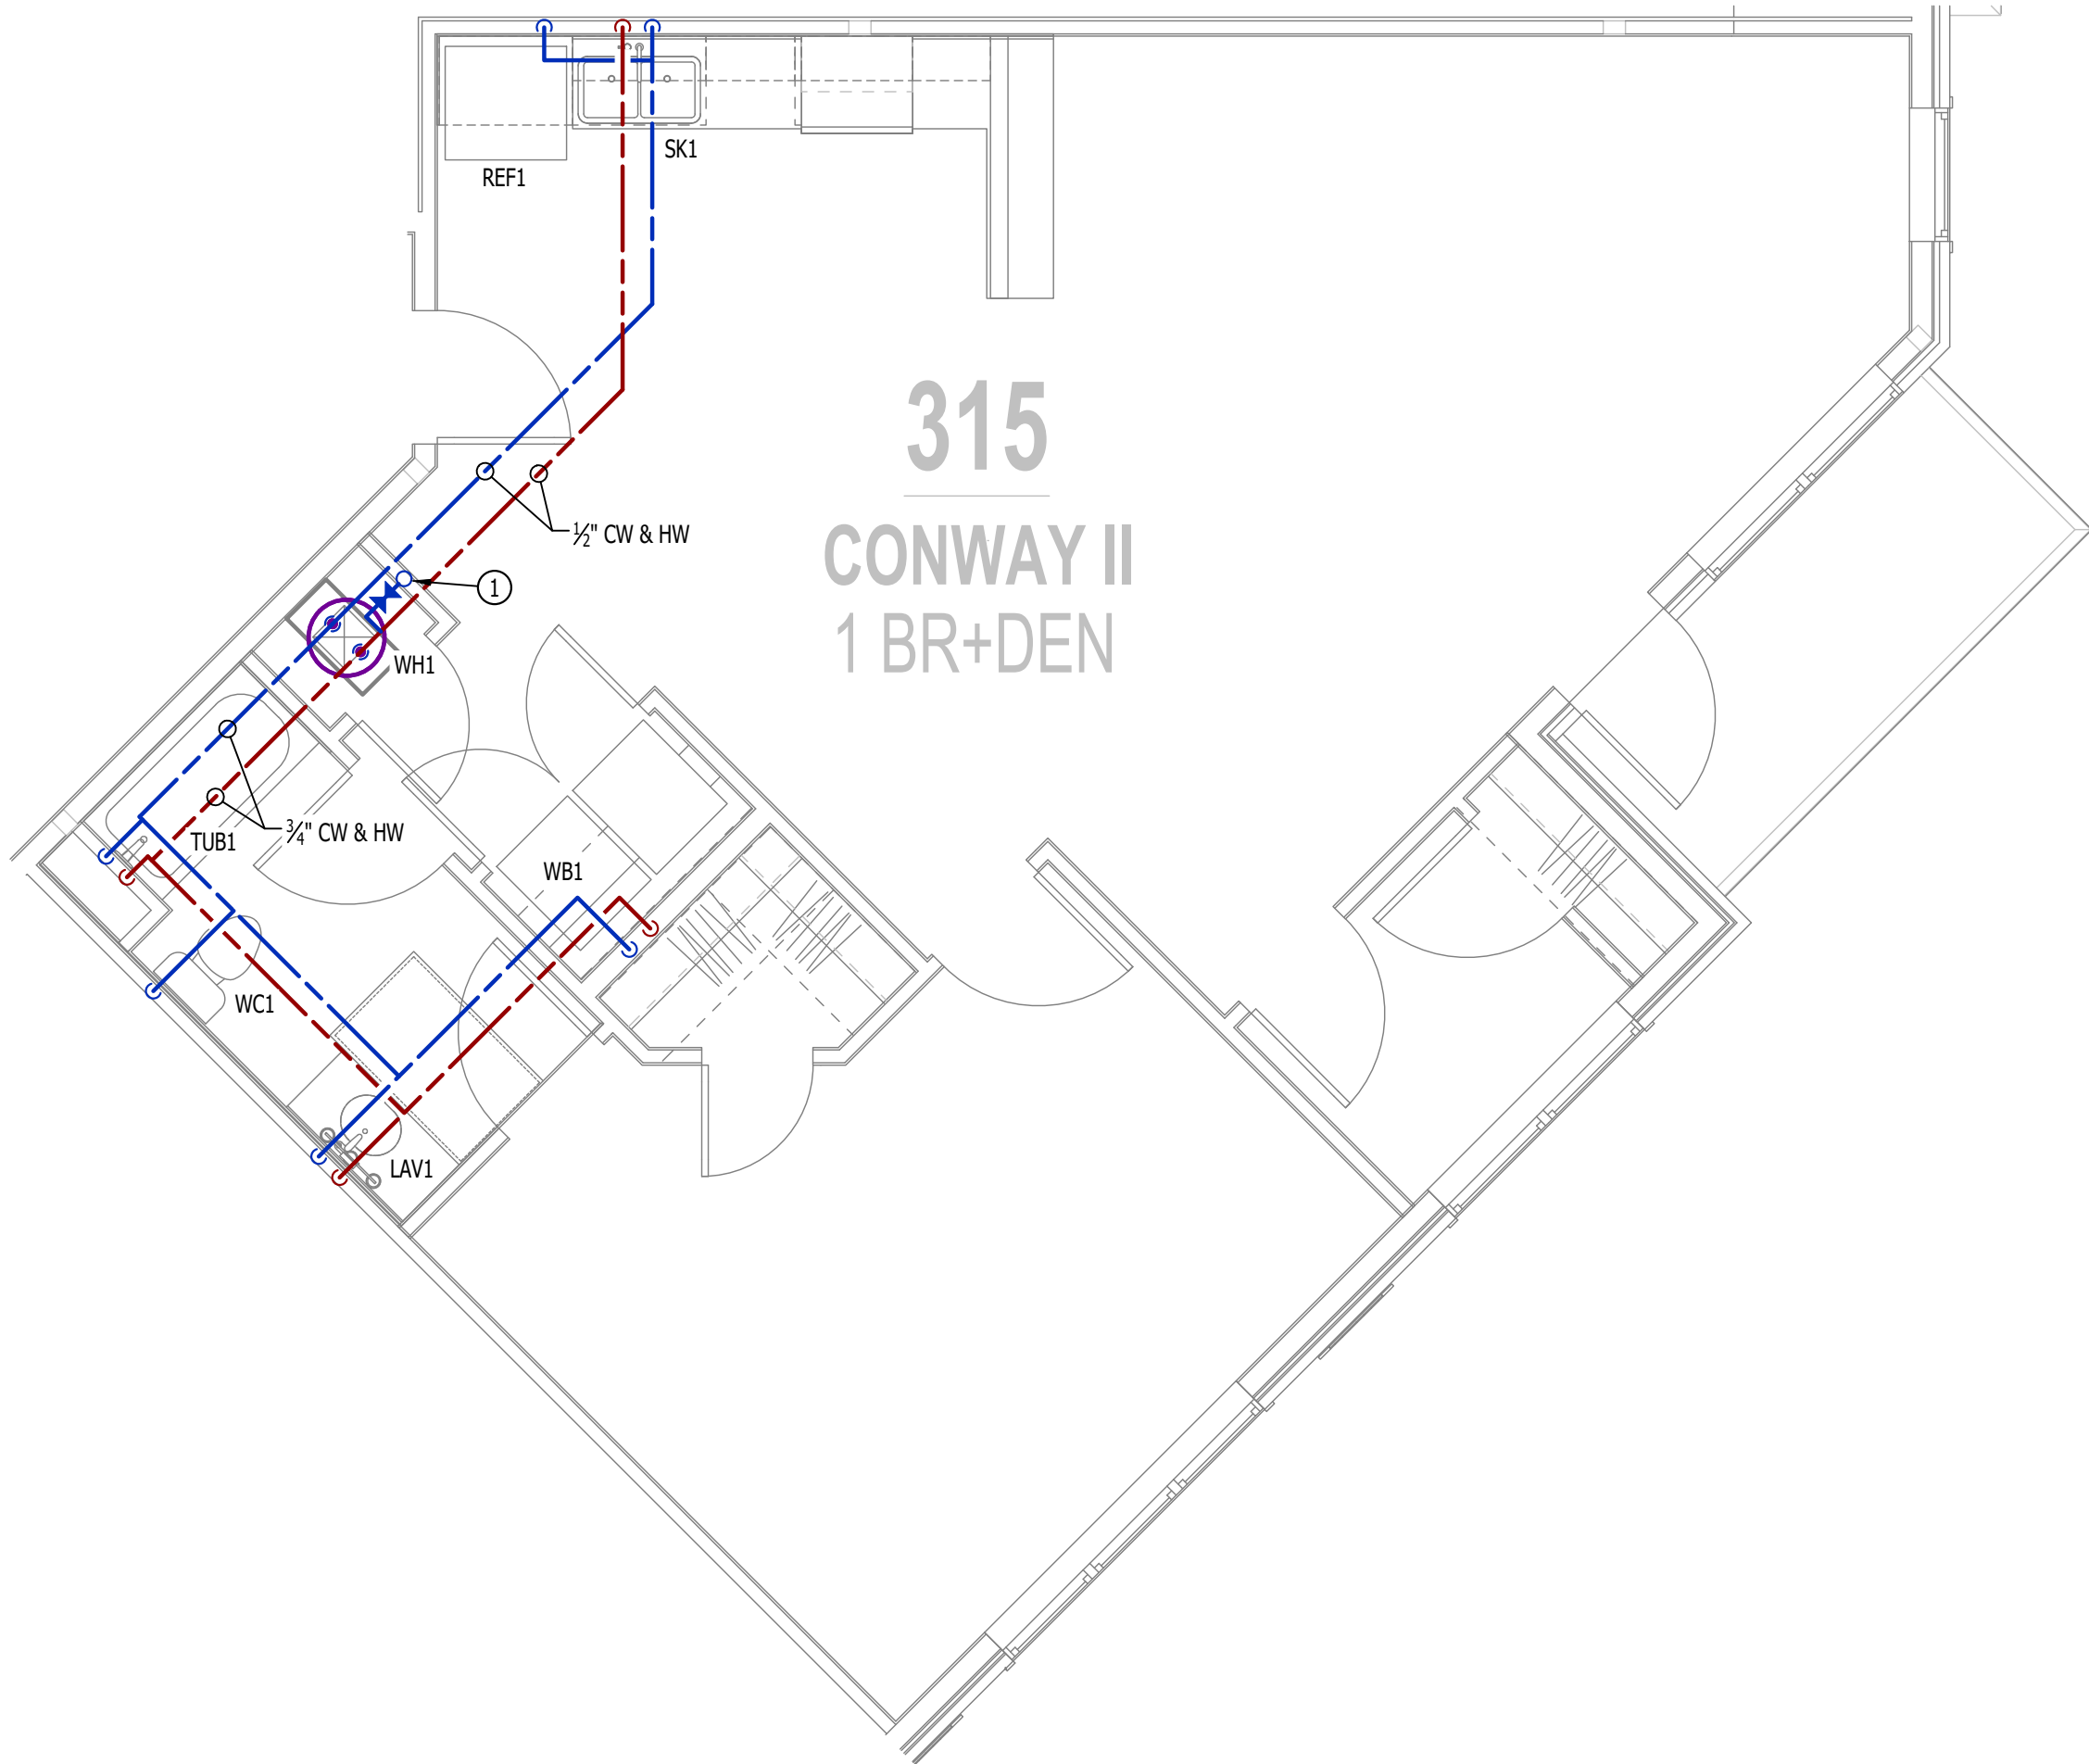 SK1
REF1
315
CONWAY II
1 BR+DEN
½" CW & HW
1
WH1
¾" CW & HW
TUB1
WB1
WC1
LAV1